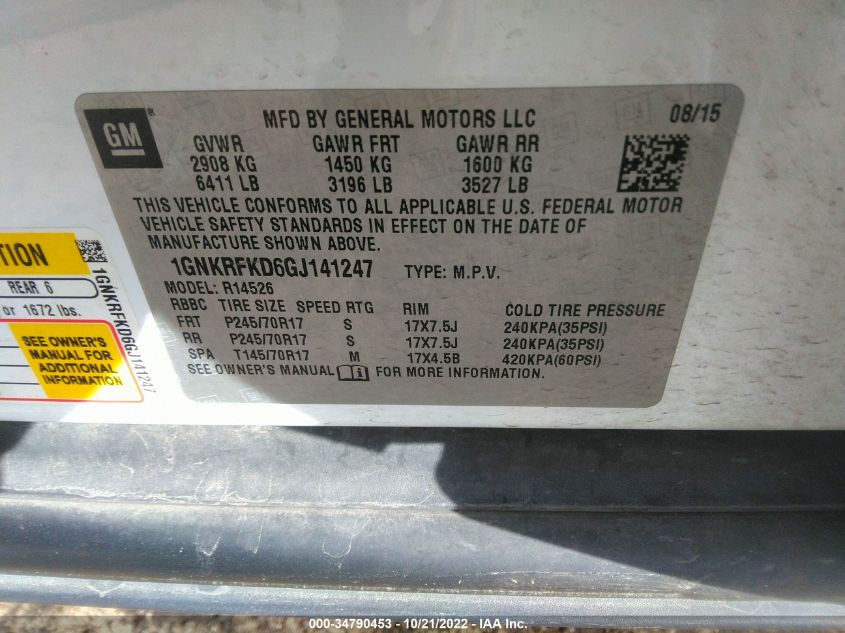 GM
MFD BY GENERAL MOTORS LLC 08/15
GVWR GAWR FRT GAWR RR
2908 KG 1450 KG 1600 KG
6411 LB 3196 LB 3527 LB
THIS VEHICLE CONFORMS TO ALL APPLICABLE U.S. FEDERAL MOTOR
VEHICLE SAFETY STANDARDS IN EFFECT ON THE DATE OF
MANUFACTURE SHOWN ABOVE.
1GNKRFKD6GJ141247 TYPE: M.P.V.
MODEL: R14526
RBBC TIRE SIZE SPEED RTG RIM COLD TIRE PRESSURE
FRT P245/70R17 S 17X7.5J 240KPA(35PSI)
RR P245/70R17 S 17X7.5J 240KPA(35PSI)
SPA T145/70R17 M 17X4.5B 420KPA(60PSI)
SEE OWNER'S MANUAL FOR MORE INFORMATION.
TION
REAR 6
or 1672 lbs.
SEE OWNER'S
MANUAL FOR
ADDITIONAL
INFORMATION
1GNKRFKD6GJ141247
000-34790453 - 10/21/2022 - IAA Inc.